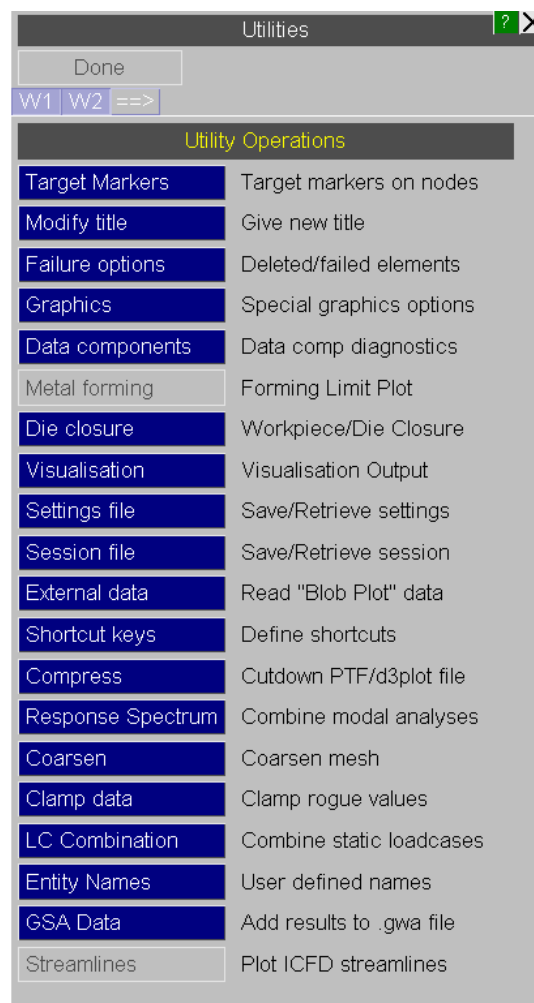 Utilities ?
Done
W1 W2 ==>
Utility Operations
Target Markers Target markers on nodes
Modify title Give new title
Failure options Deleted/failed elements
Graphics Special graphics options
Data components Data comp diagnostics
Metal forming Forming Limit Plot
Die closure Workpiece/Die Closure
Visualisation Visualisation Output
Settings file Save/Retrieve settings
Session file Save/Retrieve session
External data Read "Blob Plot" data
Shortcut keys Define shortcuts
Compress Cutdown PTF/d3plot file
Response Spectrum Combine modal analyses
Coarsen Coarsen mesh
Clamp data Clamp rogue values
LC Combination Combine static loadcases
Entity Names User defined names
GSA Data Add results to .gwa file
Streamlines Plot ICFD streamlines